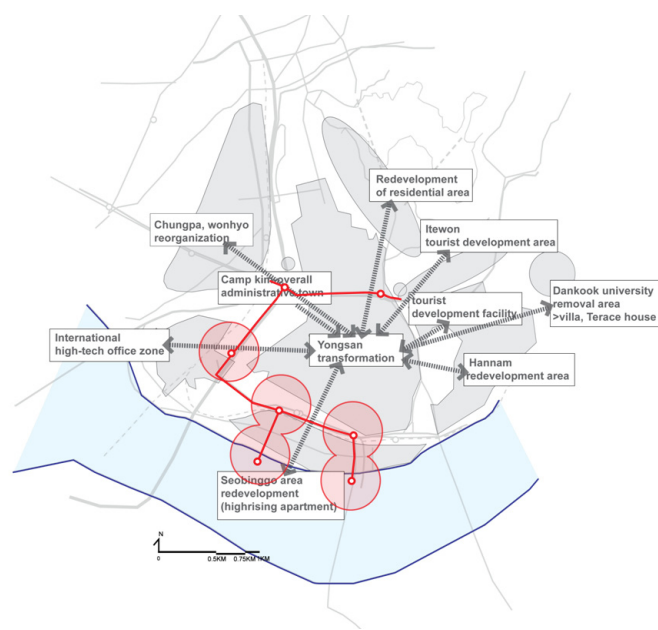 Redevelopment
of residential area
Chungpa, wonhyo
reorganization
Itewon
tourist development area
Camp kim overall
administrative town
Dankook university
removal area
>villa, Terace house
tourist
development facility
International
high-tech office zone
Yongsan
transformation
Hannam
redevelopment area
Seobinggo area
redevelopment
(highrising apartment)
N
0 0.5KM 0.75KM 1KM